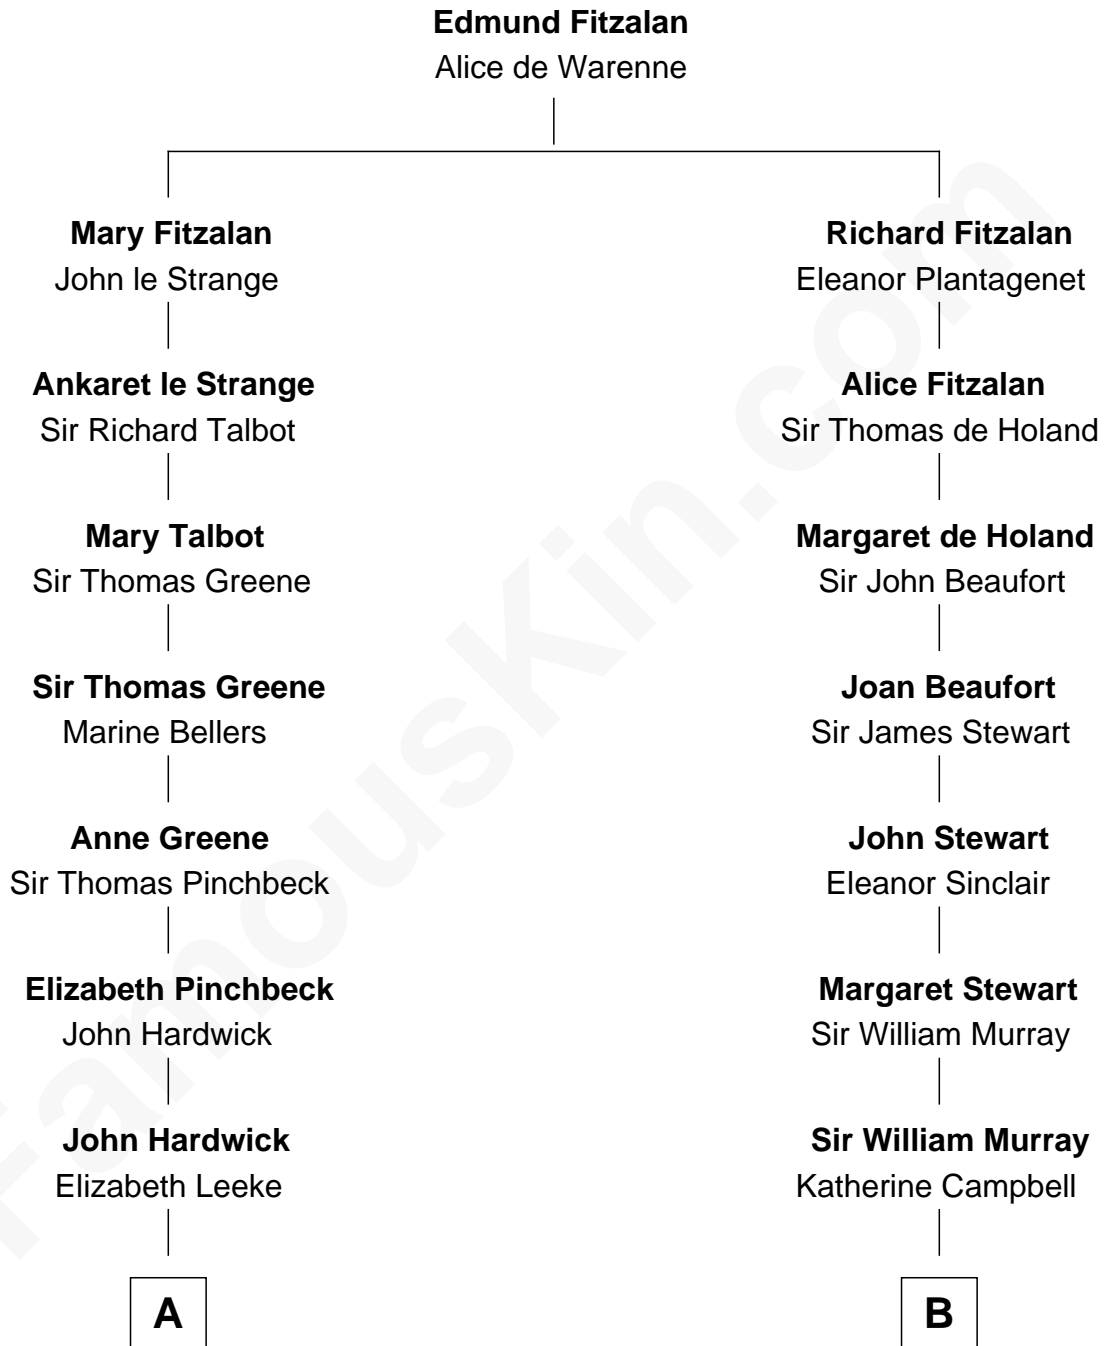 Edmund Fitzalan
Alice de Warenne
Mary Fitzalan
John le Strange
Richard Fitzalan
Eleanor Plantagenet
Ankaret le Strange
Sir Richard Talbot
Alice Fitzalan
Sir Thomas de Holand
Mary Talbot
Sir Thomas Greene
Margaret de Holand
Sir John Beaufort
Sir Thomas Greene
Marine Bellers
Joan Beaufort
Sir James Stewart
Anne Greene
Sir Thomas Pinchbeck
John Stewart
Eleanor Sinclair
Elizabeth Pinchbeck
John Hardwick
Margaret Stewart
Sir William Murray
John Hardwick
Elizabeth Leeke
Sir William Murray
Katherine Campbell
A
B
FamousKin.com